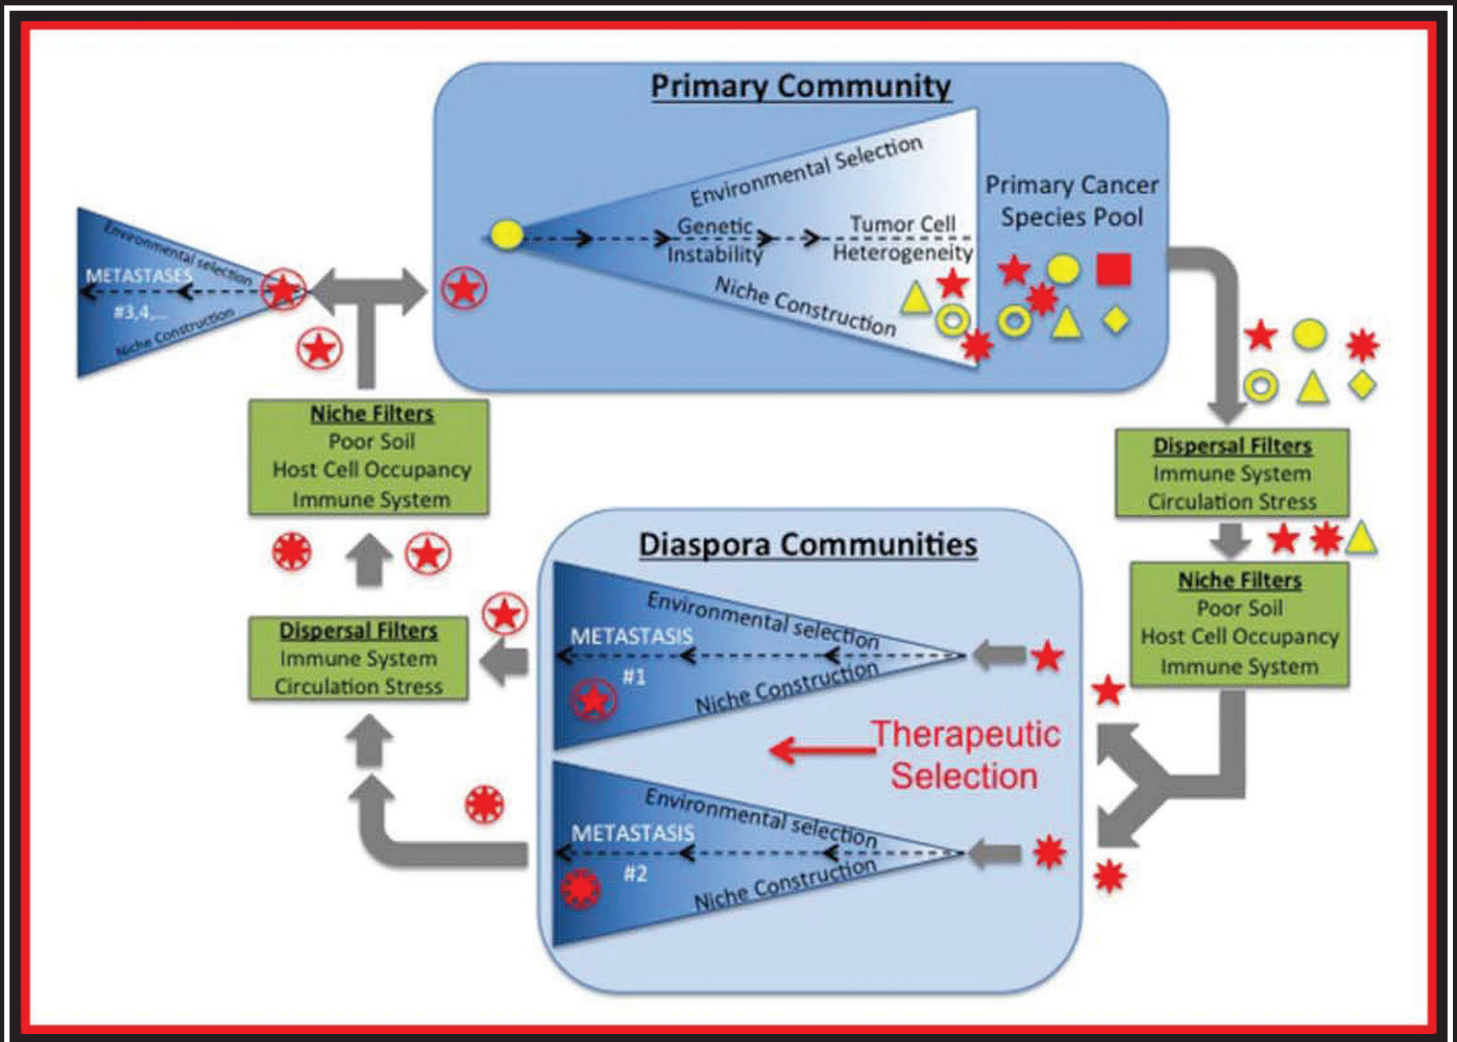 Primary Community
Environmental Selection
Genetic
Instability
Tumor Cell
Heterogeneity
Niche Construction
Primary Cancer
Species Pool
Environmental selection
METASTASES
#3,4,...
Niche Construction
Niche Filters
Poor Soil
Host Cell Occupancy
Immune System
Dispersal Filters
Immune System
Circulation Stress
Dispersal Filters
Immune System
Circulation Stress
Niche Filters
Poor Soil
Host Cell Occupancy
Immune System
Diaspora Communities
Environmental selection
METASTASIS
#1
Niche Construction
Therapeutic
Selection
Environmental selection
METASTASIS
#2
Niche Construction